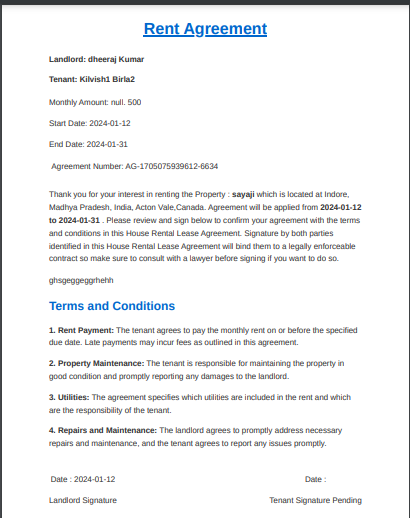 Rent Agreement
Landlord: dheeraj Kumar
Tenant: Kilvish1 Birla2
Monthly Amount: null. 500
Start Date: 2024-01-12
End Date: 2024-01-31
Agreement Number: AG-1705075939612-6634
Thank you for your interest in renting the Property : sayaji which is located at Indore,
Madhya Pradesh, India, Acton Vale,Canada. Agreement will be applied from 2024-01-12
to 2024-01-31 . Please review and sign below to confirm your agreement with the terms
and conditions in this House Rental Lease Agreement. Signature by both parties
identified in this House Rental Lease Agreement will bind them to a legally enforceable
contract so make sure to consult with a lawyer before signing if you want to do so.
ghsgeggeggrhehh
Terms and Conditions
1. Rent Payment: The tenant agrees to pay the monthly rent on or before the specified
due date. Late payments may incur fees as outlined in this agreement.
2. Property Maintenance: The tenant is responsible for maintaining the property in
good condition and promptly reporting any damages to the landlord.
3. Utilities: The agreement specifies which utilities are included in the rent and which
are the responsibility of the tenant.
4. Repairs and Maintenance: The landlord agrees to promptly address necessary
repairs and maintenance, and the tenant agrees to report any issues promptly.
Date : 2024-01-12 Date :
Landlord Signature Tenant Signature Pending